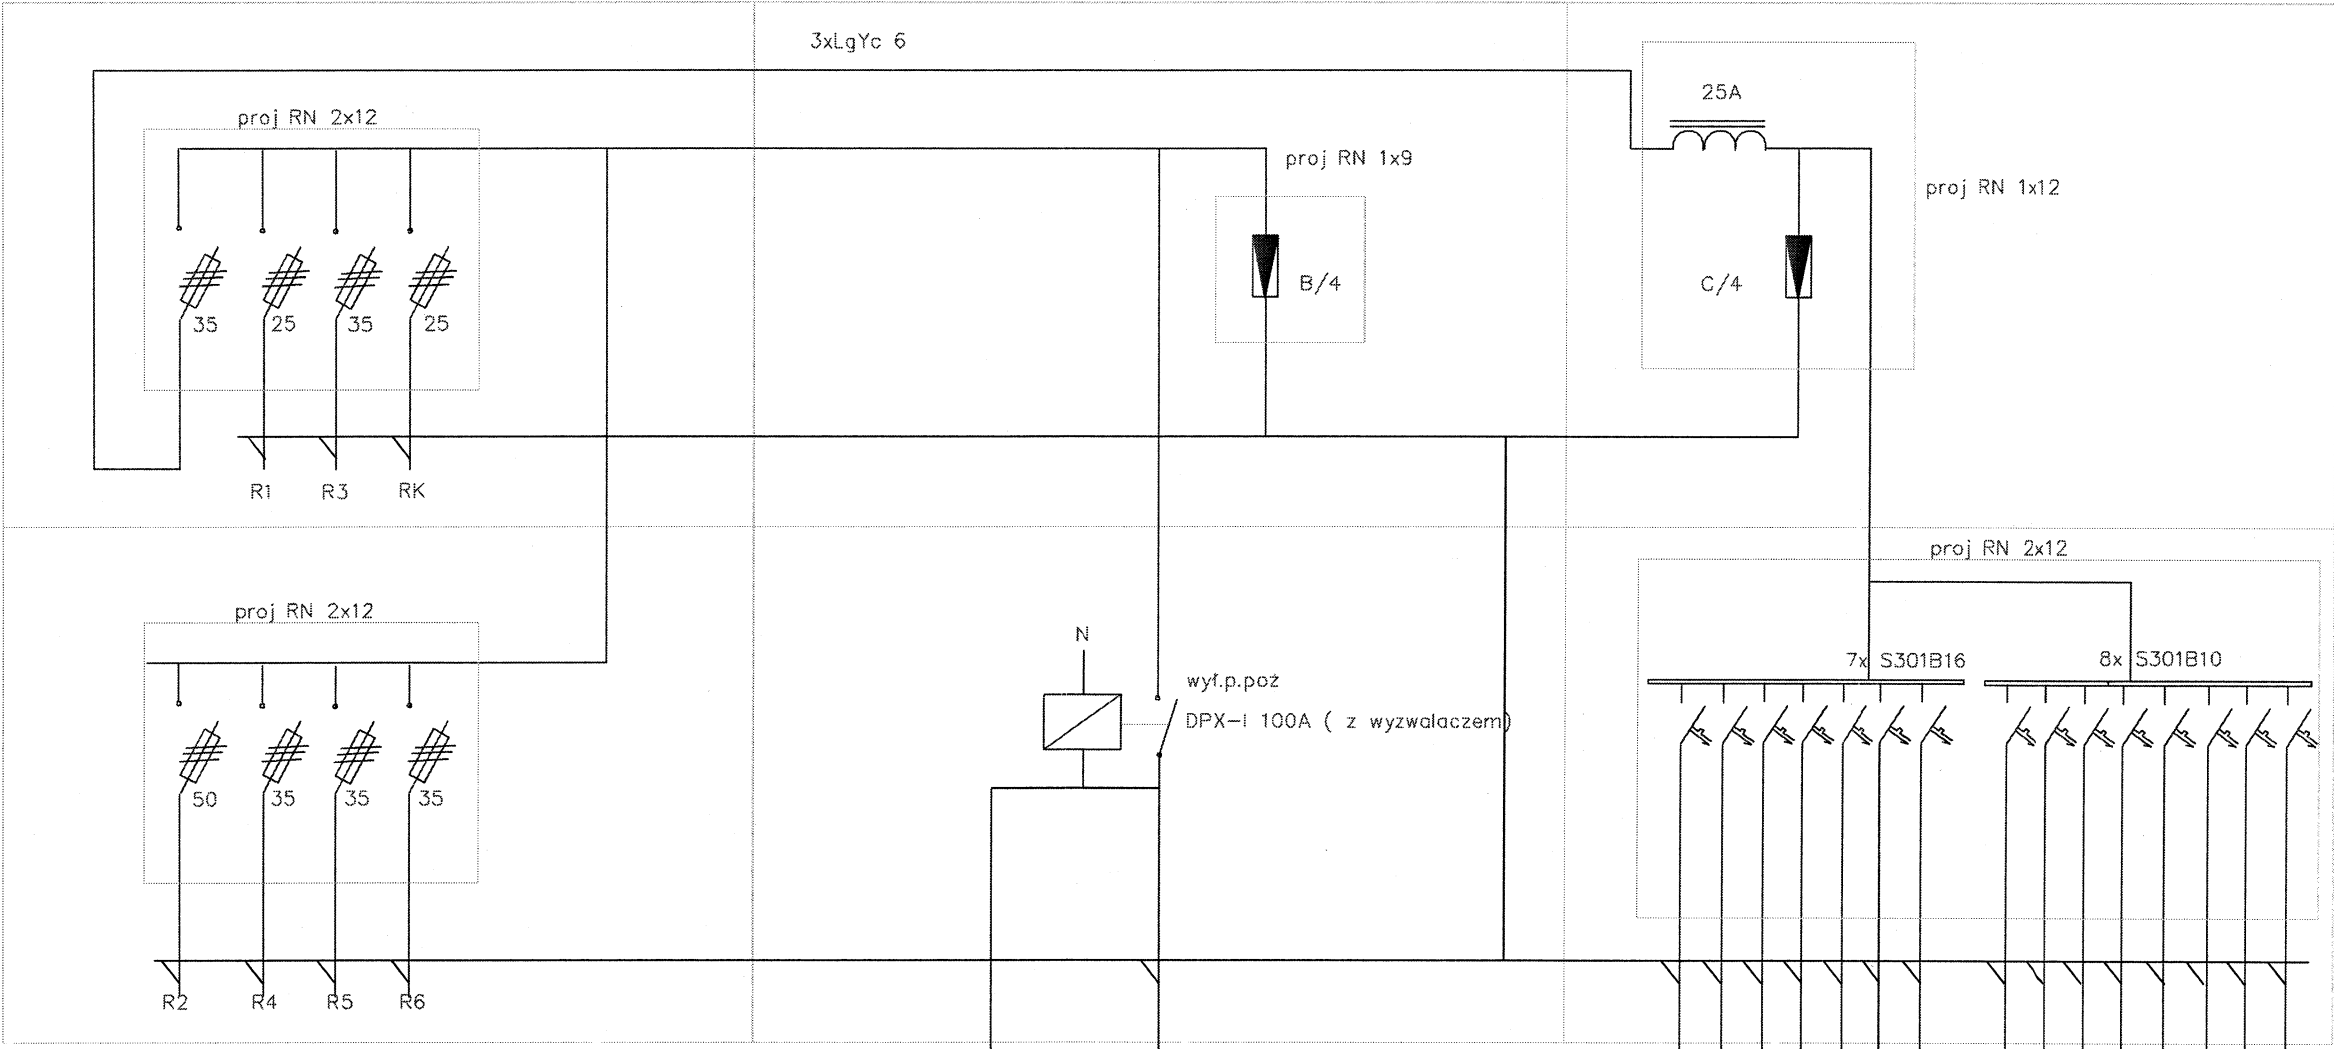 3xLgYc 6
25A
proj RN 2x12
proj RN 1x9
proj RN 1x12
B/4
C/4
35 25 35 25
R1 R3 RK
proj RN 2x12
proj RN 2x12
N
7x S301B16
8x S301B10
wył.p.poż
DPX-I 100A ( z wyzwalaczem)
50 35 35 35
R2 R4 R5 R6